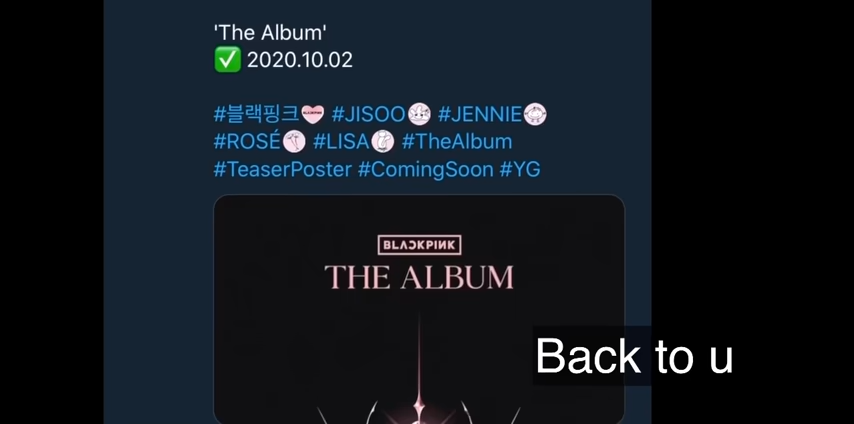 'The Album'
✅ 2020.10.02
#블랙핑크 #JISOO #JENNIE
#ROSÉ #LISA #TheAlbum
#TeaserPoster #ComingSoon #YG
BLACKPINK
THE ALBUM
Back to u